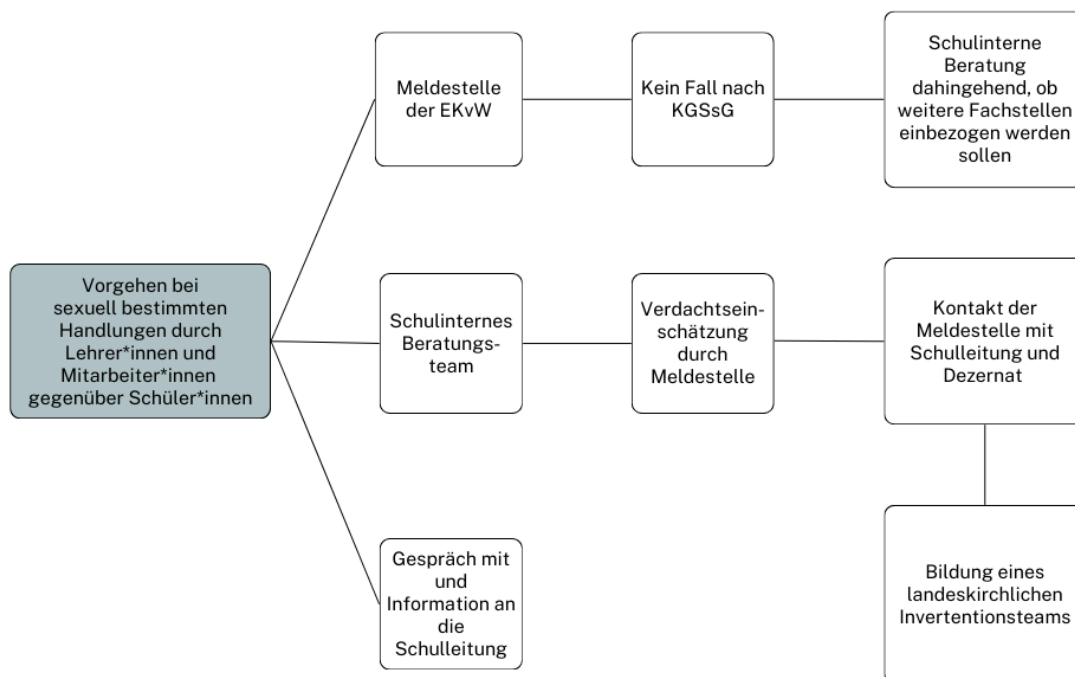 Meldestelle
der EKvW
Kein Fall nach
KGSsG
Schulinterne
Beratung
dahingehend, ob
weitere Fachstellen
einbezogen werden
sollen
Vorgehen bei
sexuell bestimmten
Handlungen durch
Lehrer*innen und
Mitarbeiter*innen
gegenüber Schüler*innen
Schulinternes
Beratungs-
team
Verdachtsein-
schätzung
durch
Meldestelle
Kontakt der
Meldestelle mit
Schulleitung und
Dezernat
Gespräch mit
und
Information an
die
Schulleitung
Bildung eines
landeskirchlichen
Invertentionsteams